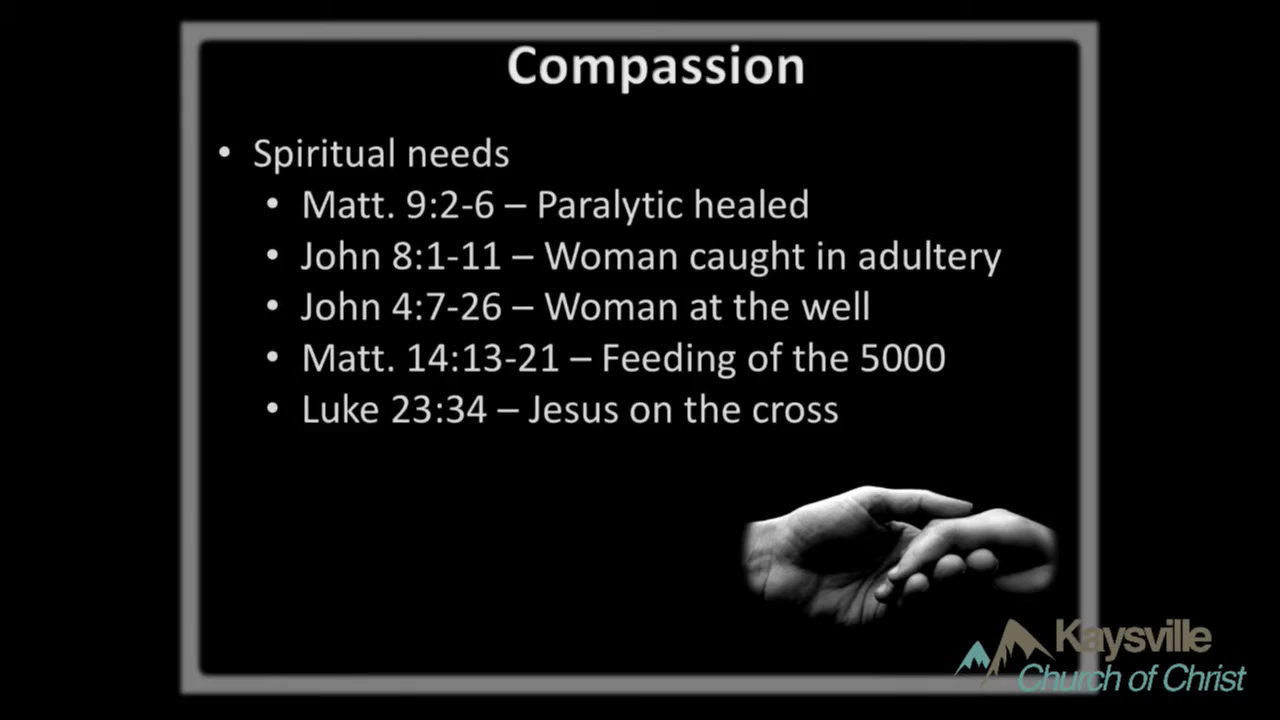 Compassion
• Spiritual needs
• Matt. 9:2-6 – Paralytic healed
• John 8:1-11 – Woman caught in adultery
• John 4:7-26 – Woman at the well
• Matt. 14:13-21 – Feeding of the 5000
• Luke 23:34 – Jesus on the cross
Kaysville
Church of Christ